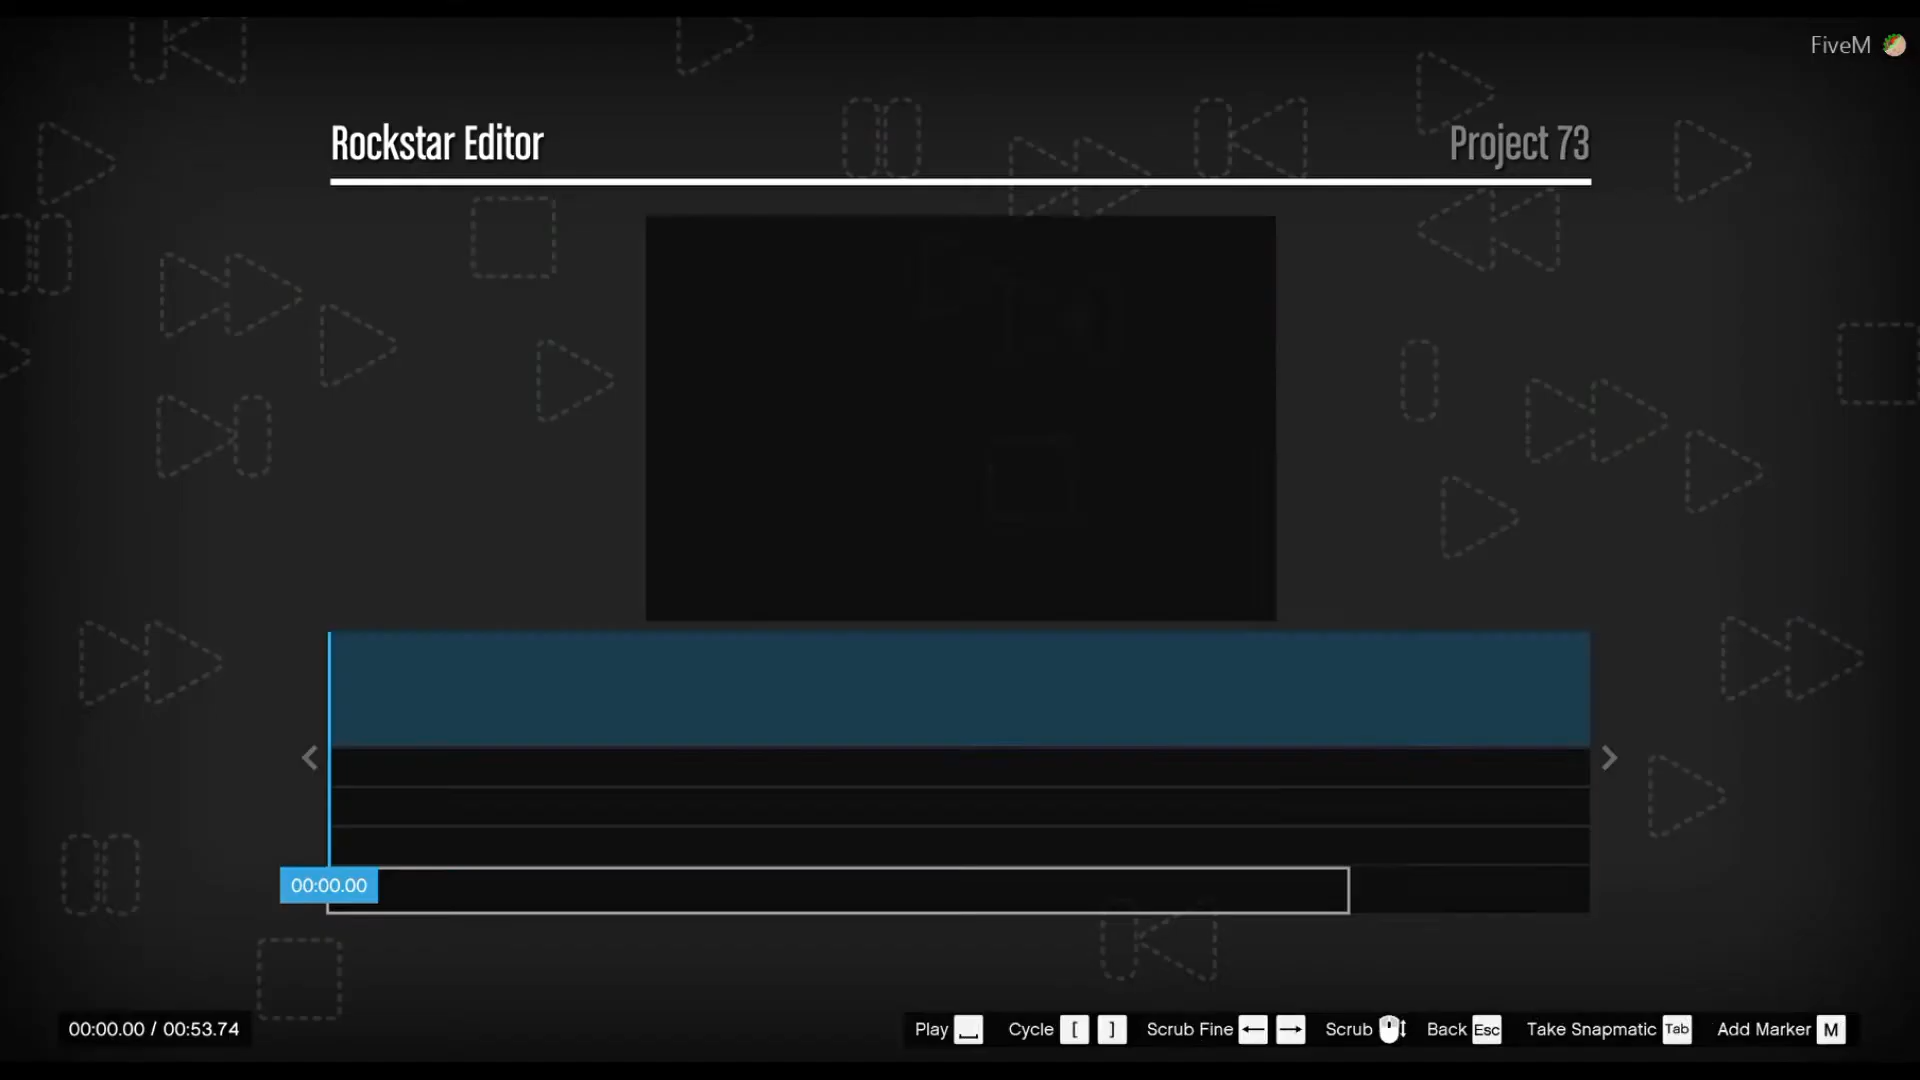 FiveM
Rockstar Editor
Project 73
00:00.00
00:00.00 / 00:53.74
Play Cycle [ ] Scrub Fine ← → Scrub Back Esc Take Snapmatic Tab Add Marker M